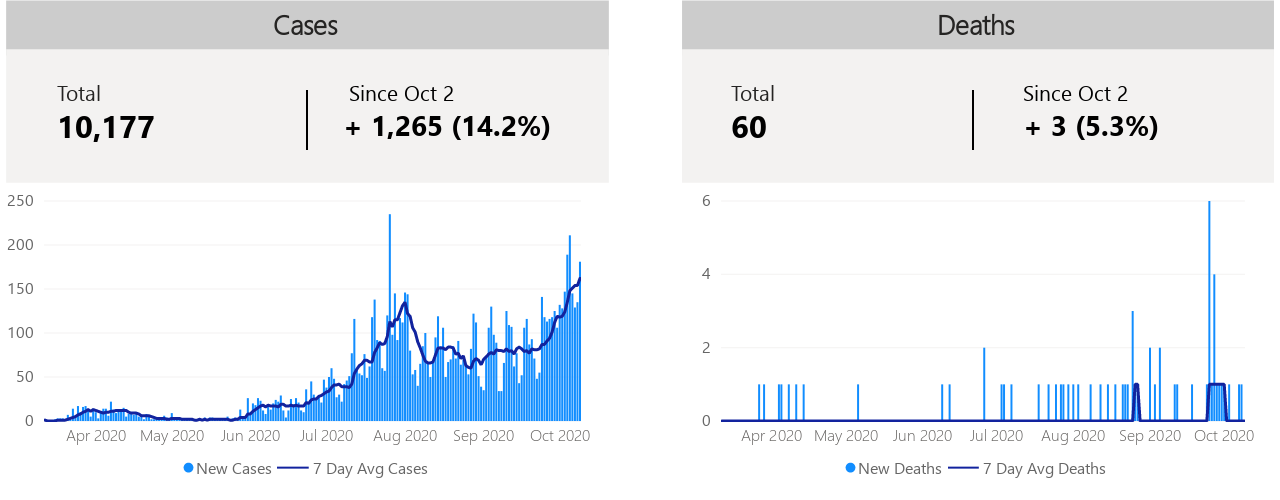 Cases
Total
10,177
Since Oct 2
+ 1,265 (14.2%)
250
200
150
100
50
0
Apr 2020 May 2020 Jun 2020 Jul 2020 Aug 2020 Sep 2020 Oct 2020
New Cases 7 Day Avg Cases
Deaths
Total
60
Since Oct 2
+ 3 (5.3%)
6
4
2
0
Apr 2020 May 2020 Jun 2020 Jul 2020 Aug 2020 Sep 2020 Oct 2020
New Deaths 7 Day Avg Deaths